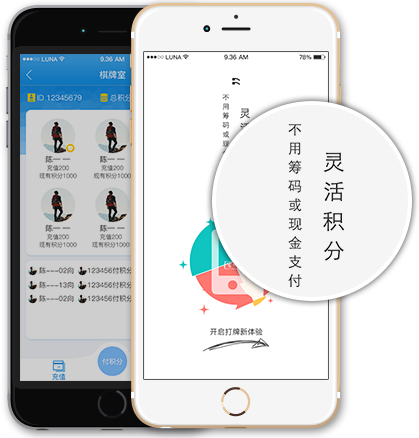 LUNA
9.36 AM
棋牌室
ID 12345679
总积分
陈一一
充值200
现有积分1000
陈一一
充值200
现有积分1000
陈一一
充值200
现有积分1000
陈一一
充值200
现有积分1000
陈---02向
123456付积分
陈---13向
123456付积分
陈---02向
123456付积分
充值
付积分
LUNA
9.36 AM
78%
灵活
不用筹码或现
开启打牌新体验
灵活积分
不用筹码或现金支付